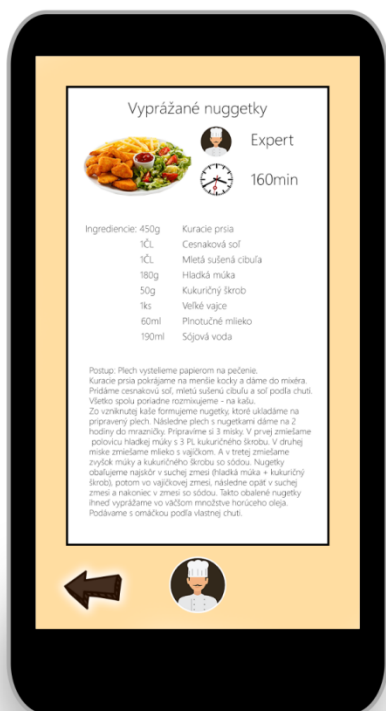 Vyprážané nuggetky
Expert
160min
Ingrediencie: 450g Kuracie prsia
1ČL Cesnaková soľ
1ČL Mletá sušená cibuľa
180g Hladká múka
50g Kukuričný škrob
1ks Veľké vajce
60ml Plnotučné mlieko
190ml Sójová voda
Postup: Plech vystelieme papierom na pečenie.
Kuracie prsia pokrájame na menšie kocky a dáme do mixéra.
Pridáme cesnakovú soľ, mletú sušenú cibuľu a soľ podľa chuti.
Všetko spolu poriadne rozmixujeme - na kašu.
Zo vzniknutej kaše formujeme nugetky, ktoré ukladáme na
pripravený plech. Následne plech s nugetkami dáme na 2
hodiny do mrazničky. Pripravíme si 3 misky. V prvej zmiešame
polovicu hladkej múky s 3 PL kukuričného škrobu. V druhej
miske zmiešame mlieko s vajíčkom. A v tretej zmiešame
zvyšok múky a kukuričného škrobu so sódou. Nugetky
obaľujeme najskôr v suchej zmesi (hladká múka + kukuričný
škrob), potom vo vajíčkovej zmesi, následne opäť v suchej
zmesi a nakoniec v zmesi so sódou. Takto obalené nugetky
ihneď vyprážame vo väčšom množstve horúceho oleja.
Podávame s omáčkou podľa vlastnej chuti.